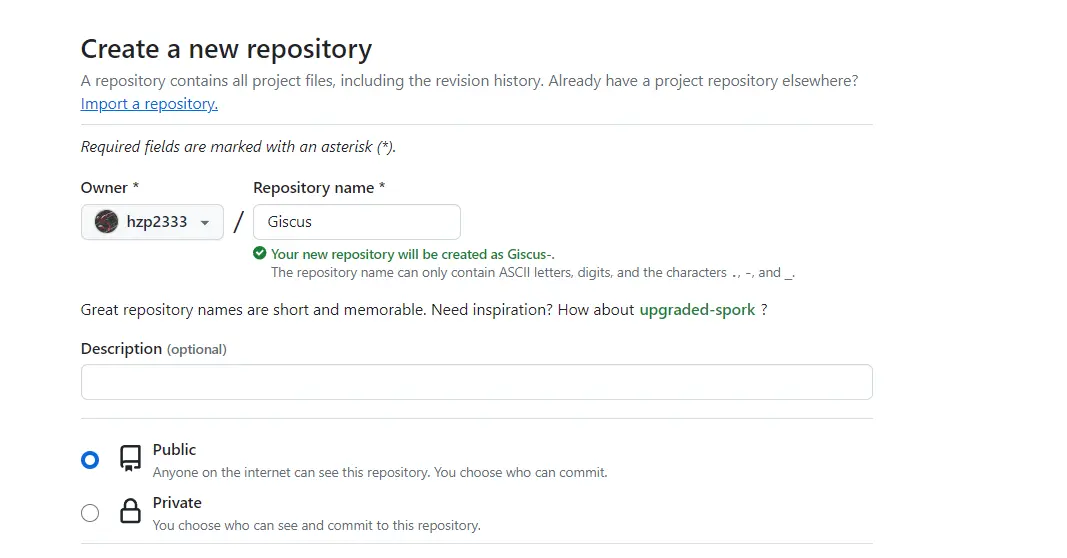 Create a new repository
A repository contains all project files, including the revision history. Already have a project repository elsewhere?
Import a repository.
Required fields are marked with an asterisk (*).
Owner *
Repository name *
hzp2333
/
Giscus
Your new repository will be created as Giscus-.
The repository name can only contain ASCII letters, digits, and the characters ., -, and _.
Great repository names are short and memorable. Need inspiration? How about upgraded-spork ?
Description (optional)
Public
Anyone on the internet can see this repository. You choose who can commit.
Private
You choose who can see and commit to this repository.